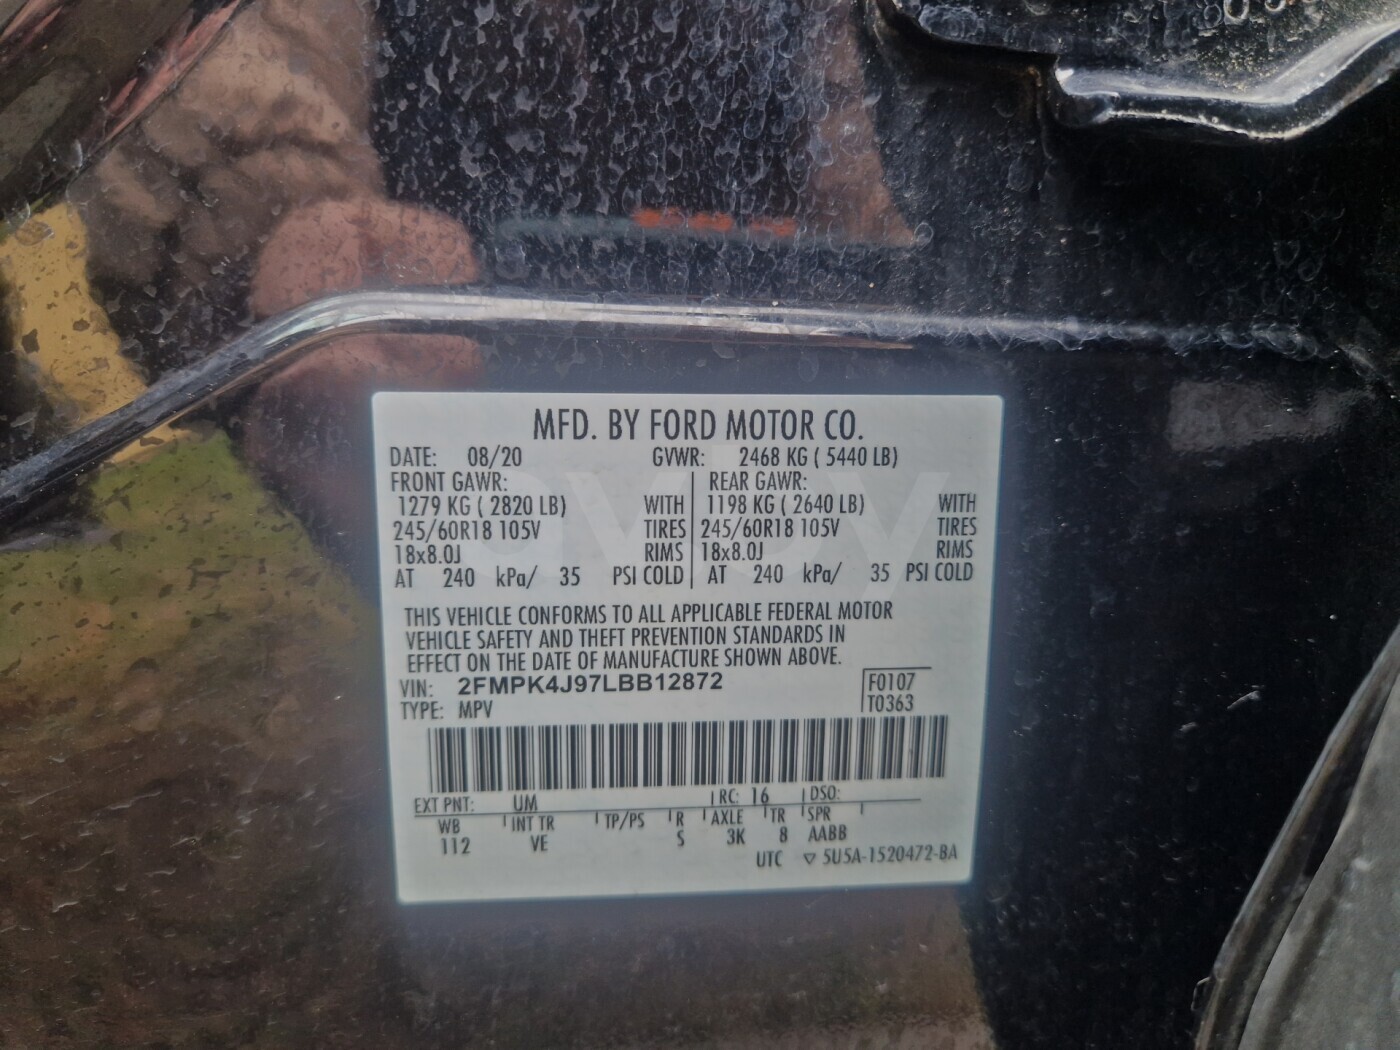 MFD. BY FORD MOTOR CO.
DATE: 08/20 GVWR: 2468 KG ( 5440 LB)
FRONT GAWR: REAR GAWR:
1279 KG ( 2820 LB) WITH 1198 KG ( 2640 LB) WITH
245/60R18 105V TIRES 245/60R18 105V TIRES
18x8.0J RIMS 18x8.0J RIMS
AT 240 kPa/ 35 PSI COLD AT 240 kPa/ 35 PSI COLD
THIS VEHICLE CONFORMS TO ALL APPLICABLE FEDERAL MOTOR
VEHICLE SAFETY AND THEFT PREVENTION STANDARDS IN
EFFECT ON THE DATE OF MANUFACTURE SHOWN ABOVE.
VIN: 2FMPK4J97LBB12872 F0107
TYPE: MPV T0363
EXT PNT: UM RC: 16 DSO:
WB INT TR TP/PS R AXLE TR SPR
112 VE S 3K 8 AABB
UTC ▽ 5U5A-1520472-BA